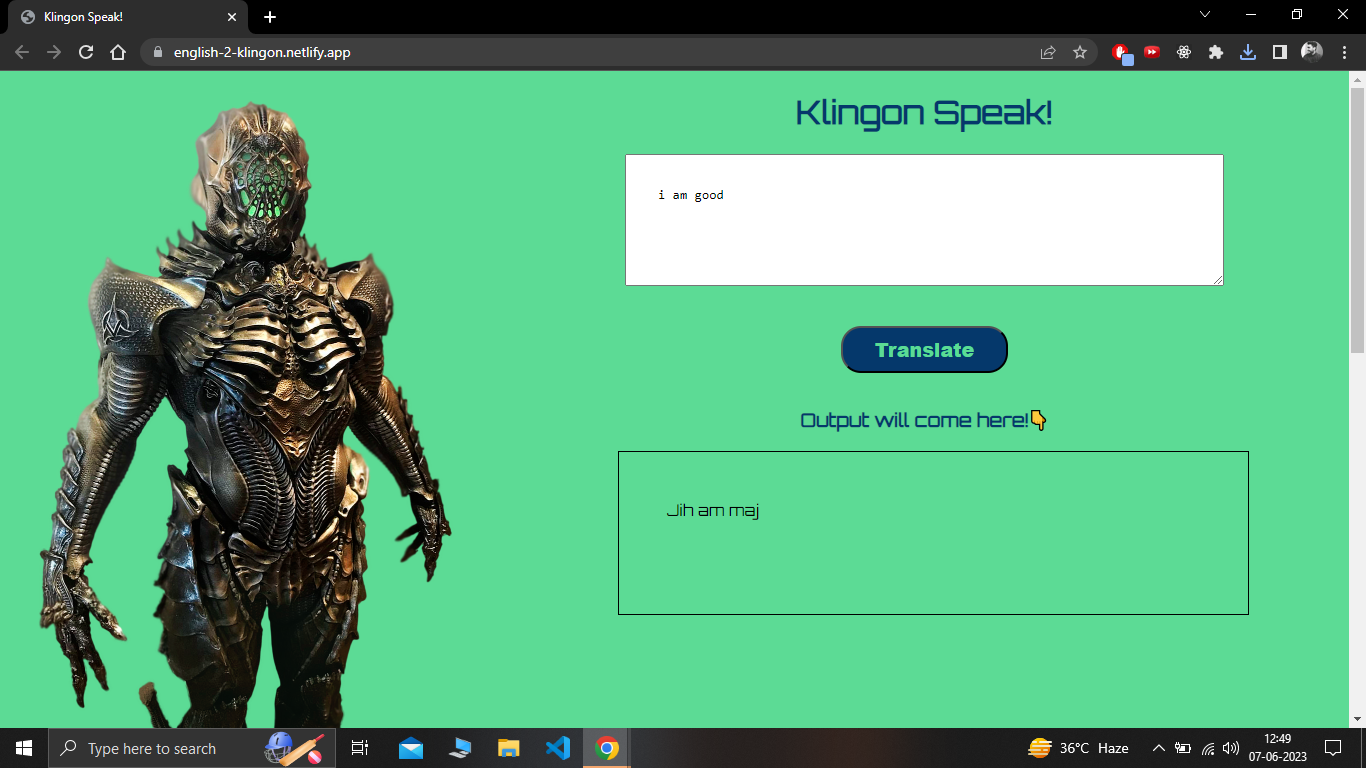 Klingon Speak!
english-2-klingon.netlify.app
Klingon Speak!
i am good
Translate
Output will come here!👇
Jih am maj
Type here to search
36°C Haze
12:49
07-06-2023